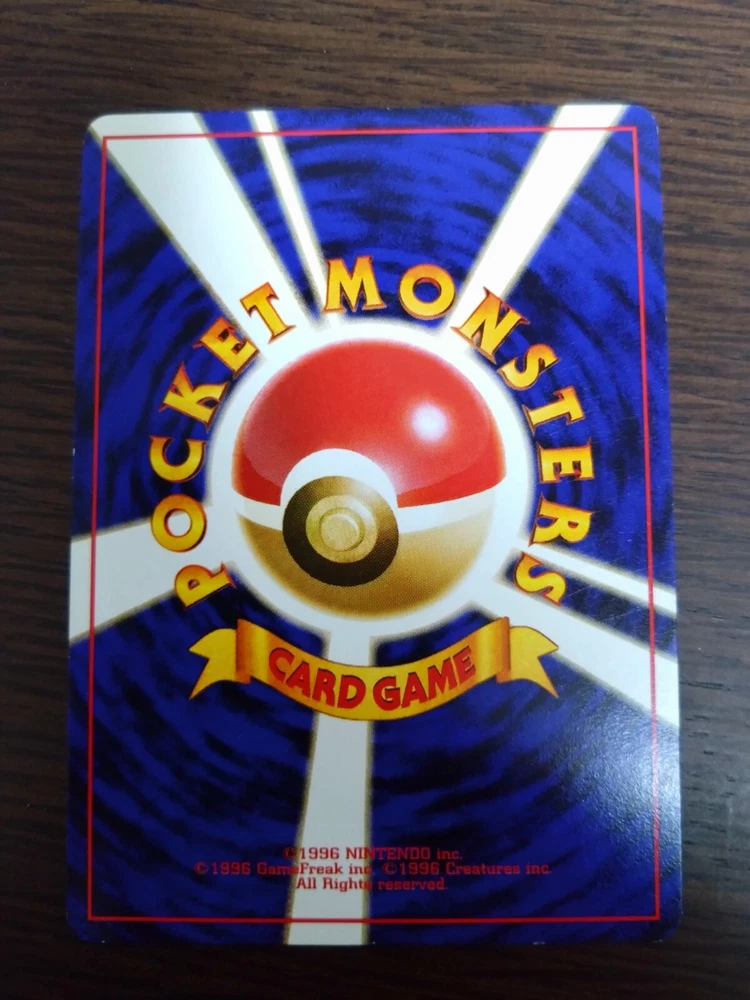 POCKET MONSTERS
CARD GAME
©1996 NINTENDO inc.
©1996 GameFreak inc. ©1996 Creatures inc.
All Rights reserved.